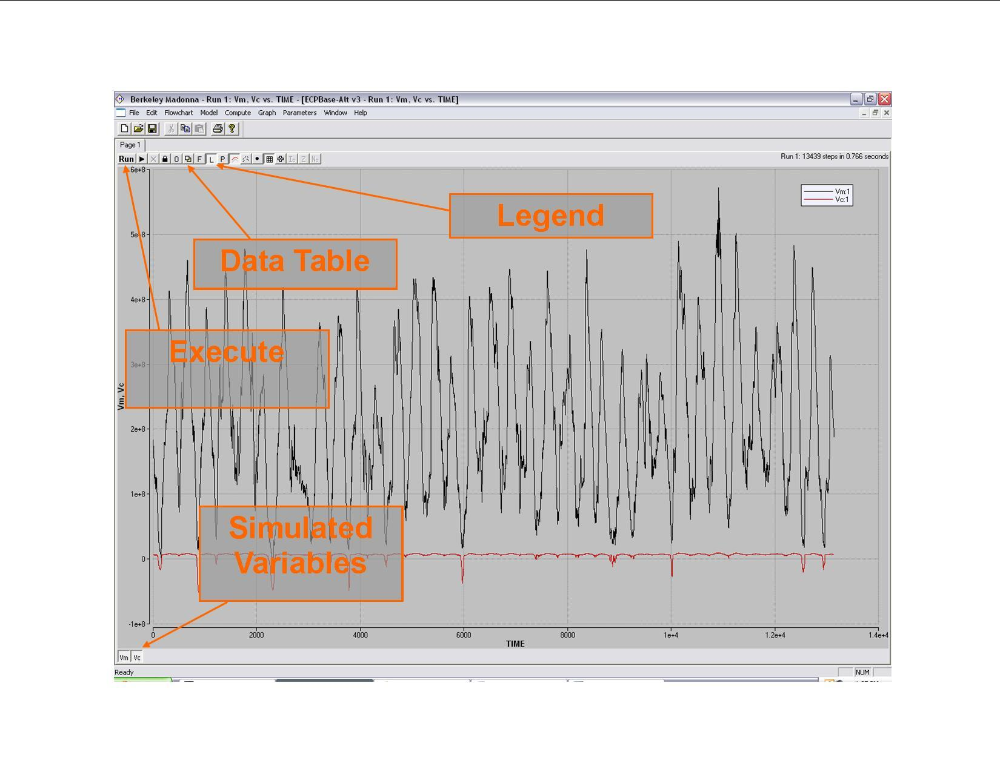 Berkeley Madonna - Run 1: Vm, Vc vs. TIME - [ECPBase-Alt v3 - Run 1: Vm, Vc vs. TIME]
File Edit Flowchart Model Compute Graph Parameters Window Help
Page 1
Run O F L P Ic Z Nc
Run 1: 13439 steps in 0.766 seconds
6e+8
Vm:1
Vc:1
Legend
5e+8
Data Table
4e+8
Execute
3e+8
Vm, Vc
2e+8
1e+8
Simulated
Variables
0
-1e+8
0 2000 4000 6000 8000 1e+4 1.2e+4 1.4e+4
TIME
Vm Vc
Ready
NUM